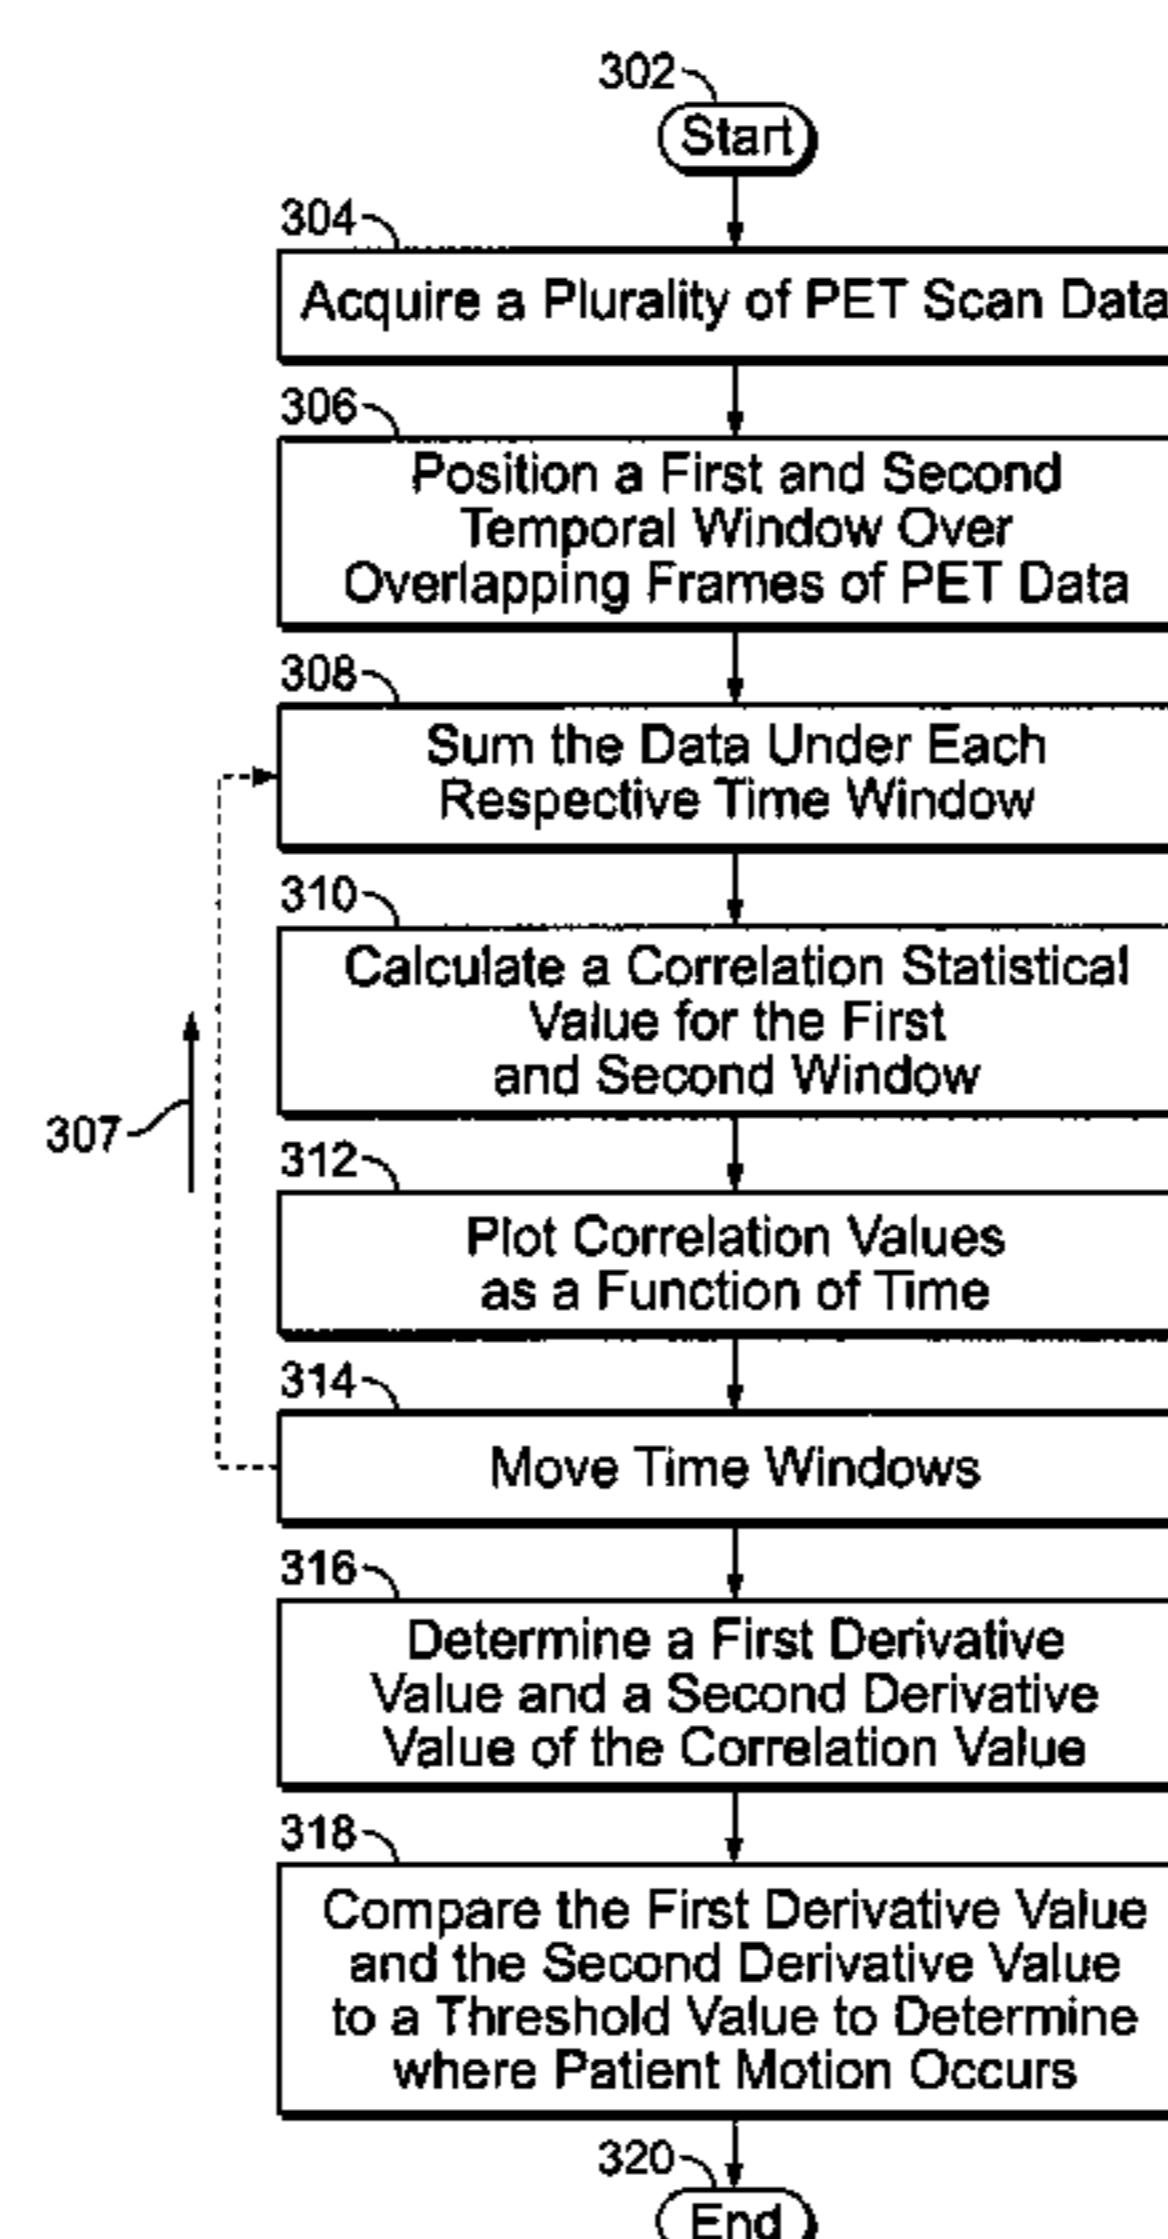 302
Start
304
Acquire a Plurality of PET Scan Data
306
Position a First and Second
Temporal Window Over
Overlapping Frames of PET Data
308
Sum the Data Under Each
Respective Time Window
310
Calculate a Correlation Statistical
Value for the First
and Second Window
307
312
Plot Correlation Values
as a Function of Time
314
Move Time Windows
316
Determine a First Derivative
Value and a Second Derivative
Value of the Correlation Value
318
Compare the First Derivative Value
and the Second Derivative Value
to a Threshold Value to Determine
where Patient Motion Occurs
320
End